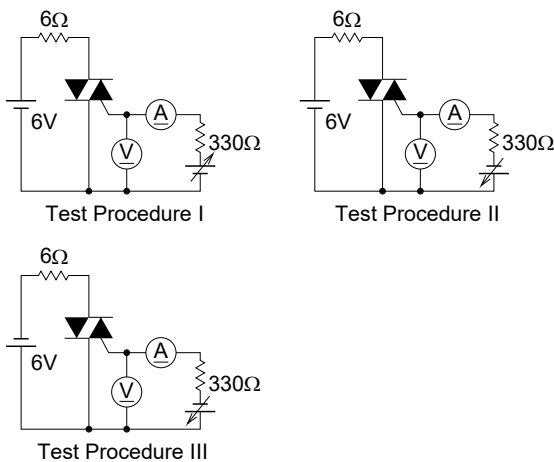 6Ω
6V
A
V
330Ω
Test Procedure I
6Ω
6V
A
V
330Ω
Test Procedure II
6Ω
6V
A
V
330Ω
Test Procedure III